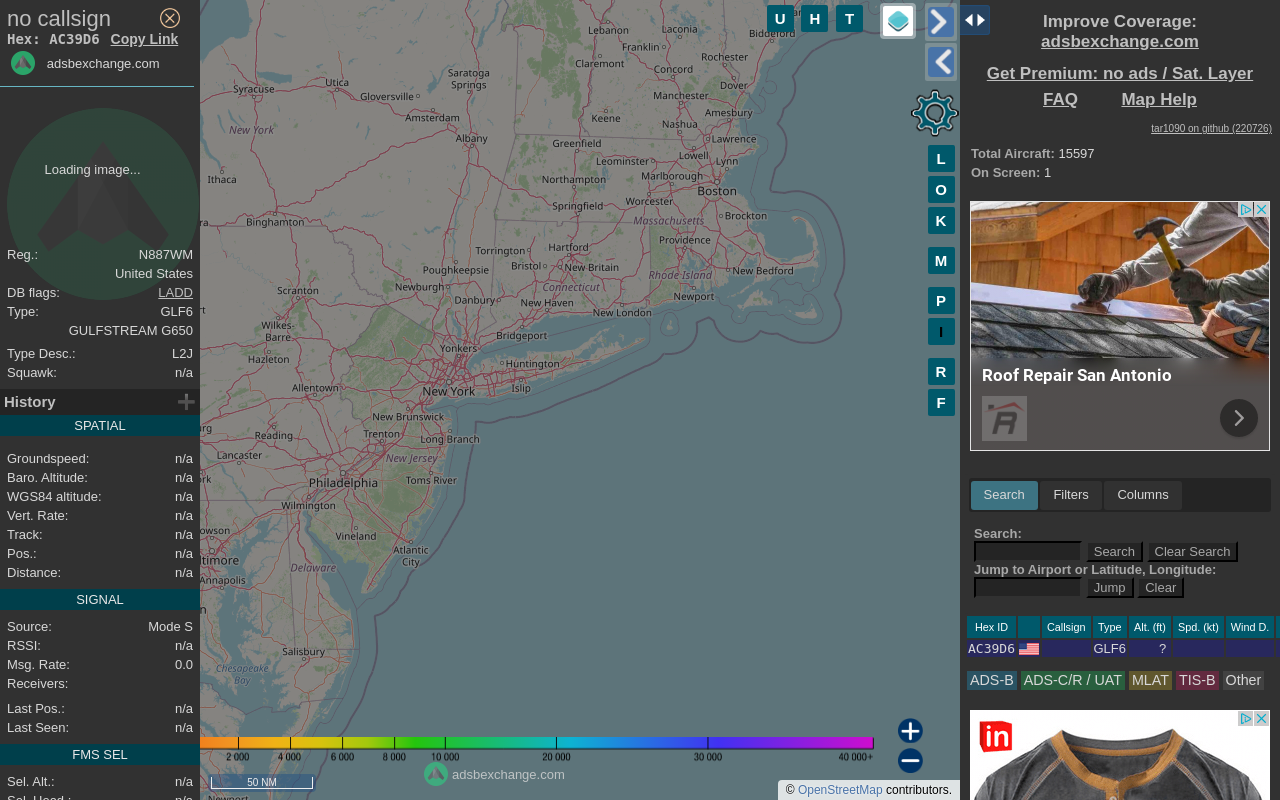 no callsign
Hex: AC39D6 Copy Link
adsbexchange.com
Loading image...
Reg.: N887WM
United States
DB flags: LADD
Type: GLF6
GULFSTREAM G650
Type Desc.: L2J
Squawk: n/a
History
SPATIAL
Groundspeed: n/a
Baro. Altitude: n/a
WGS84 altitude: n/a
Vert. Rate: n/a
Track: n/a
Pos.: n/a
Distance: n/a
SIGNAL
Source: Mode S
RSSI: n/a
Msg. Rate: 0.0
Receivers:
Last Pos.: n/a
Last Seen: n/a
FMS SEL
Sel. Alt.: n/a
Sel. Head.: n/a
U H T
L
O
K
M
P
I
R
F
Lebanon
Laconia
Franklin
Biddeford
Claremont
Rochester
Concord
Dover
Saratoga
Springs
Utica
Syracuse
Gloversville
Manchester
Amesbury
Amsterdam
Keene
Nashua
New York
Albany
Lawrence
Greenfield
Lowell
Leominster
Lynn
Ithaca
Northampton
Marlborough
Boston
Springfield
Worcester
Binghamton
Massachusetts
Brockton
Providence
Torrington
Hartford
Poughkeepsie
Bristol
New Britain
New Bedford
Rhode Island
Connecticut
Newburgh
Scranton
Danbury
New Haven
Newport
New London
Wilkes-
Barre
Bridgeport
Yonkers
Hazleton
Huntington
Allentown
New York
Islip
New Brunswick
Reading
Trenton
Long Branch
Lancaster
New Jersey
Philadelphia
Toms River
Wilmington
Vineland
Atlantic
City
Delaware
Annapolis
Salisbury
Chesapeake
Bay
Newport
2 000 4 000 6 000 8 000 10 000 20 000 30 000 40 000+
50 NM
adsbexchange.com
© OpenStreetMap contributors.
Improve Coverage:
adsbexchange.com
Get Premium: no ads / Sat. Layer
FAQ Map Help
tar1090 on github (220726)
Total Aircraft: 15597
On Screen: 1
Roof Repair San Antonio
R
Search Filters Columns
Search:
Search Clear Search
Jump to Airport or Latitude, Longitude:
Jump Clear
Hex ID Callsign Type Alt. (ft) Spd. (kt) Wind D.
AC39D6 GLF6 ?
ADS-B ADS-C/R / UAT MLAT TIS-B Other
in